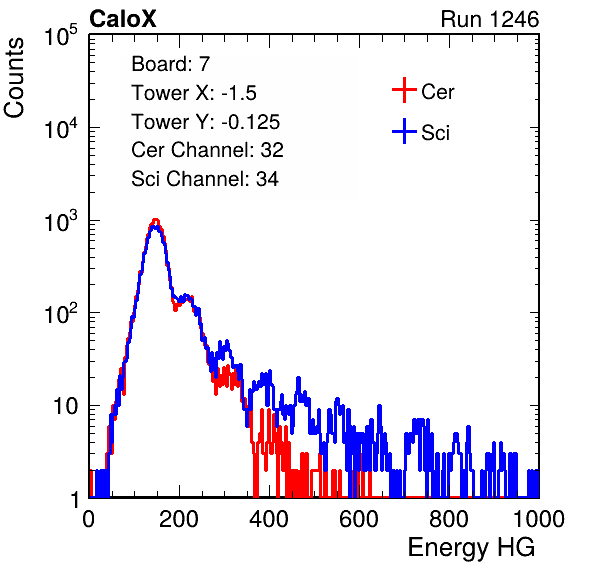 CaloX Run 1246
Counts
Board: 7
Tower X: -1.5
Tower Y: -0.125
Cer Channel: 32
Sci Channel: 34
Cer
Sci
10^5
10^4
10^3
10^2
10
1
0 200 400 600 800 1000
Energy HG